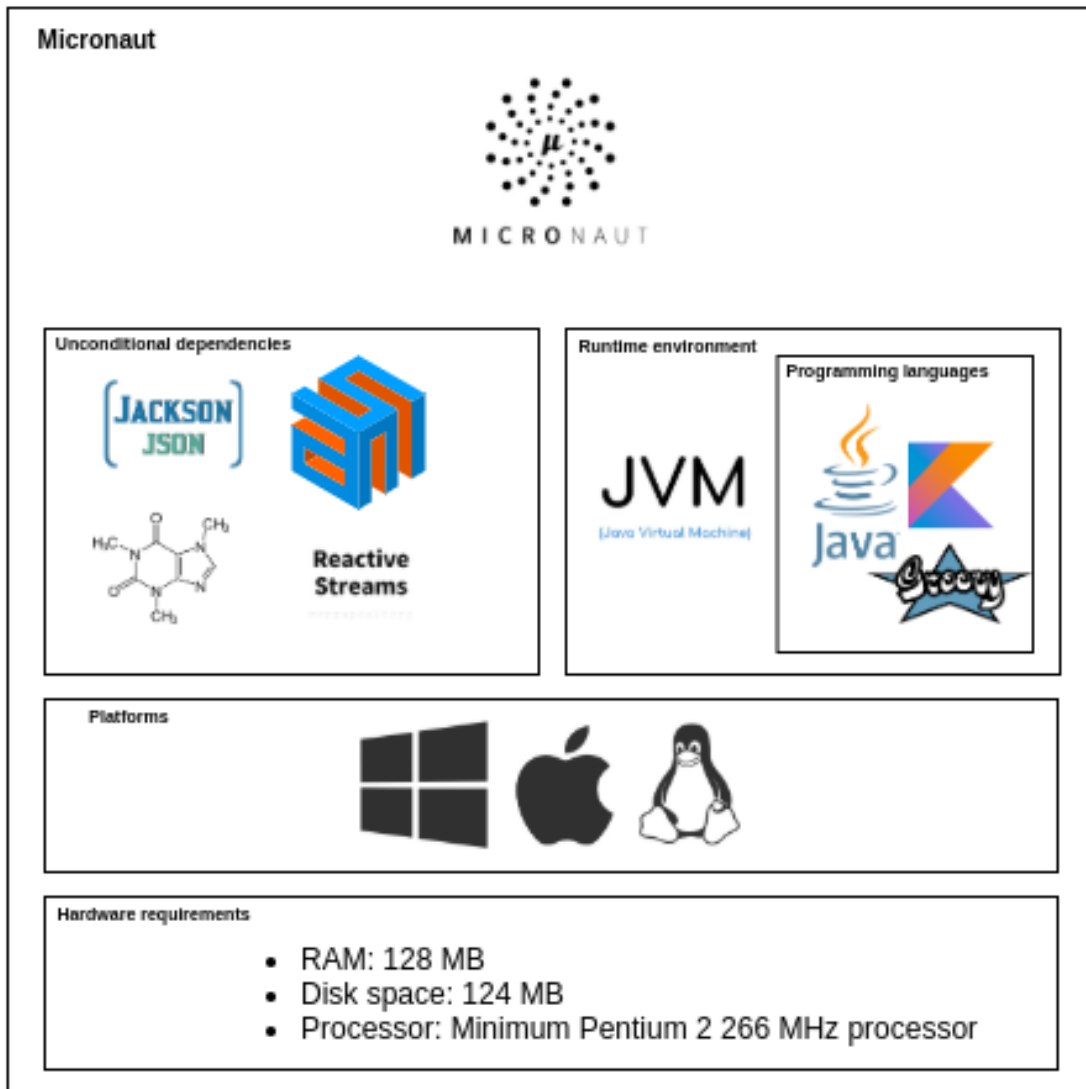 Micronaut
μ
MICRONAUT
Unconditional dependencies
JACKSON
JSON
O
CH₃
H₃C
N
N
O
N
N
CH₃
Reactive
Streams
Runtime environment
JVM
(Java Virtual Machine)
Programming languages
Java
Groovy
Platforms
Hardware requirements
• RAM: 128 MB
• Disk space: 124 MB
• Processor: Minimum Pentium 2 266 MHz processor